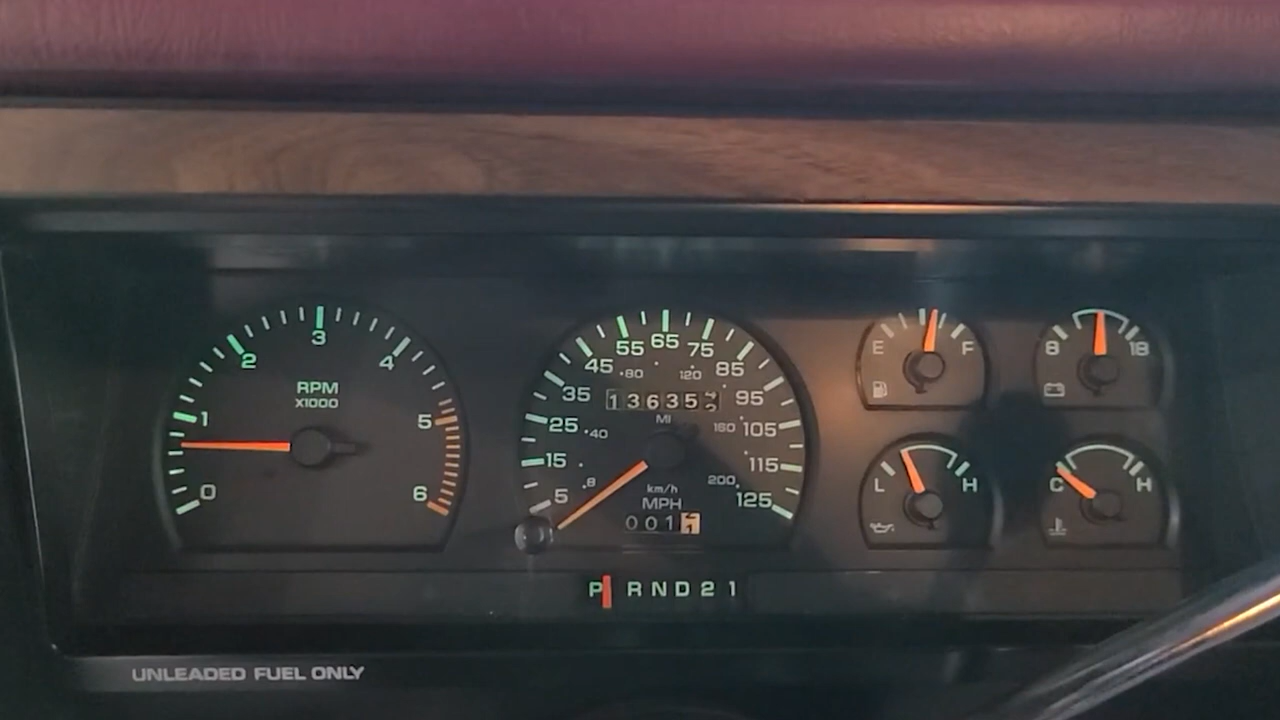 0 1 2 3 4 5 6
RPM
X1000
5 15 25 35 45 55 65 75 85 95 105 115 125
8 40 80 120 160 200
13635
MI
km/h
MPH
001
E F
8 18
L H
C H
P R N D 2 1
UNLEADED FUEL ONLY